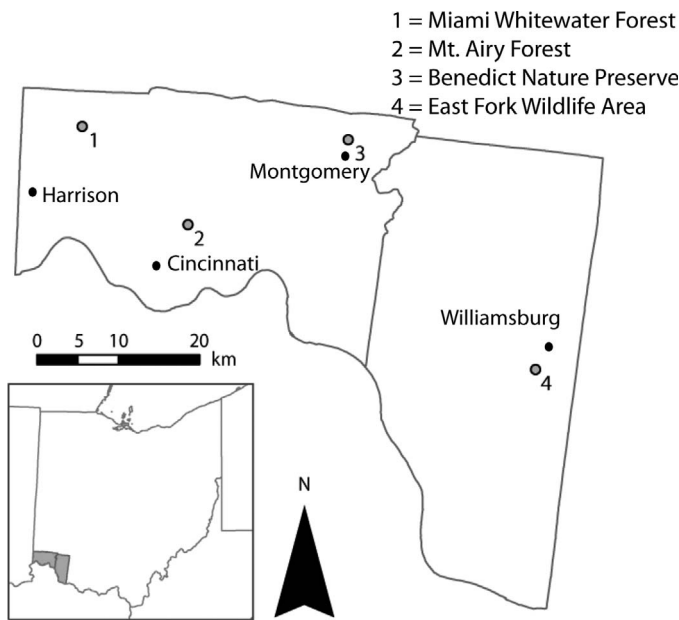 1 = Miami Whitewater Forest
2 = Mt. Airy Forest
3 = Benedict Nature Preserve
4 = East Fork Wildlife Area
1
3
Montgomery
Harrison
2
Cincinnati
Williamsburg
4
0 5 10 20
km
N